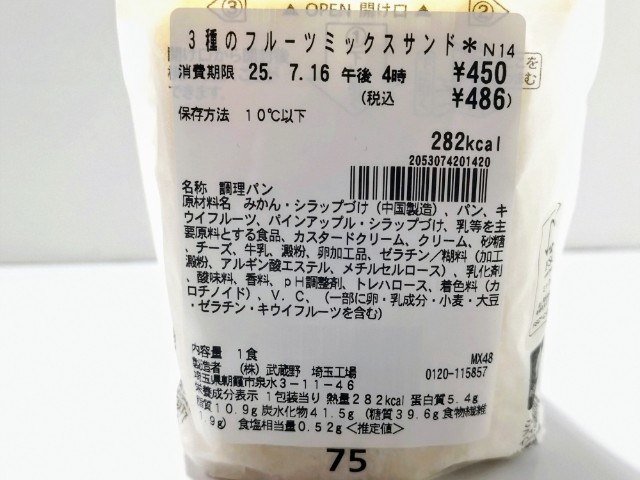 ③ OPEN 開け口 ②
3種のフルーツミックスサンド＊ N14
消費期限 25. 7.16 午後 4時 ¥450
(税込 ¥486)
保存方法 10℃以下
282kcal
2053074201420
名称 調理パン
原材料名 みかん・シラップづけ（中国製造）、パン、キ
ウイフルーツ、パインアップル・シラップづけ、乳等を主
要原料とする食品、カスタードクリーム、クリーム、砂糖
、チーズ、牛乳、澱粉、卵加工品、ゼラチン／糊料（加工
澱粉、アルギン酸エステル、メチルセルロース）、乳化剤
、酸味料、香料、pH調整剤、トレハロース、着色料（カ
ロチノイド）、V．C、（一部に卵・乳成分・小麦・大豆
・ゼラチン・キウイフルーツを含む）
内容量 1食 MX48
製造者 （株）武蔵野 埼玉工場 0120-115857
埼玉県朝霞市泉水3－11－46
栄養成分表示 1包装当り 熱量282kcal 蛋白質5.4g
脂質10.9g 炭水化物41.5g（糖質39.6g 食物繊維
1.9g） 食塩相当量0.52g <推定値>
75